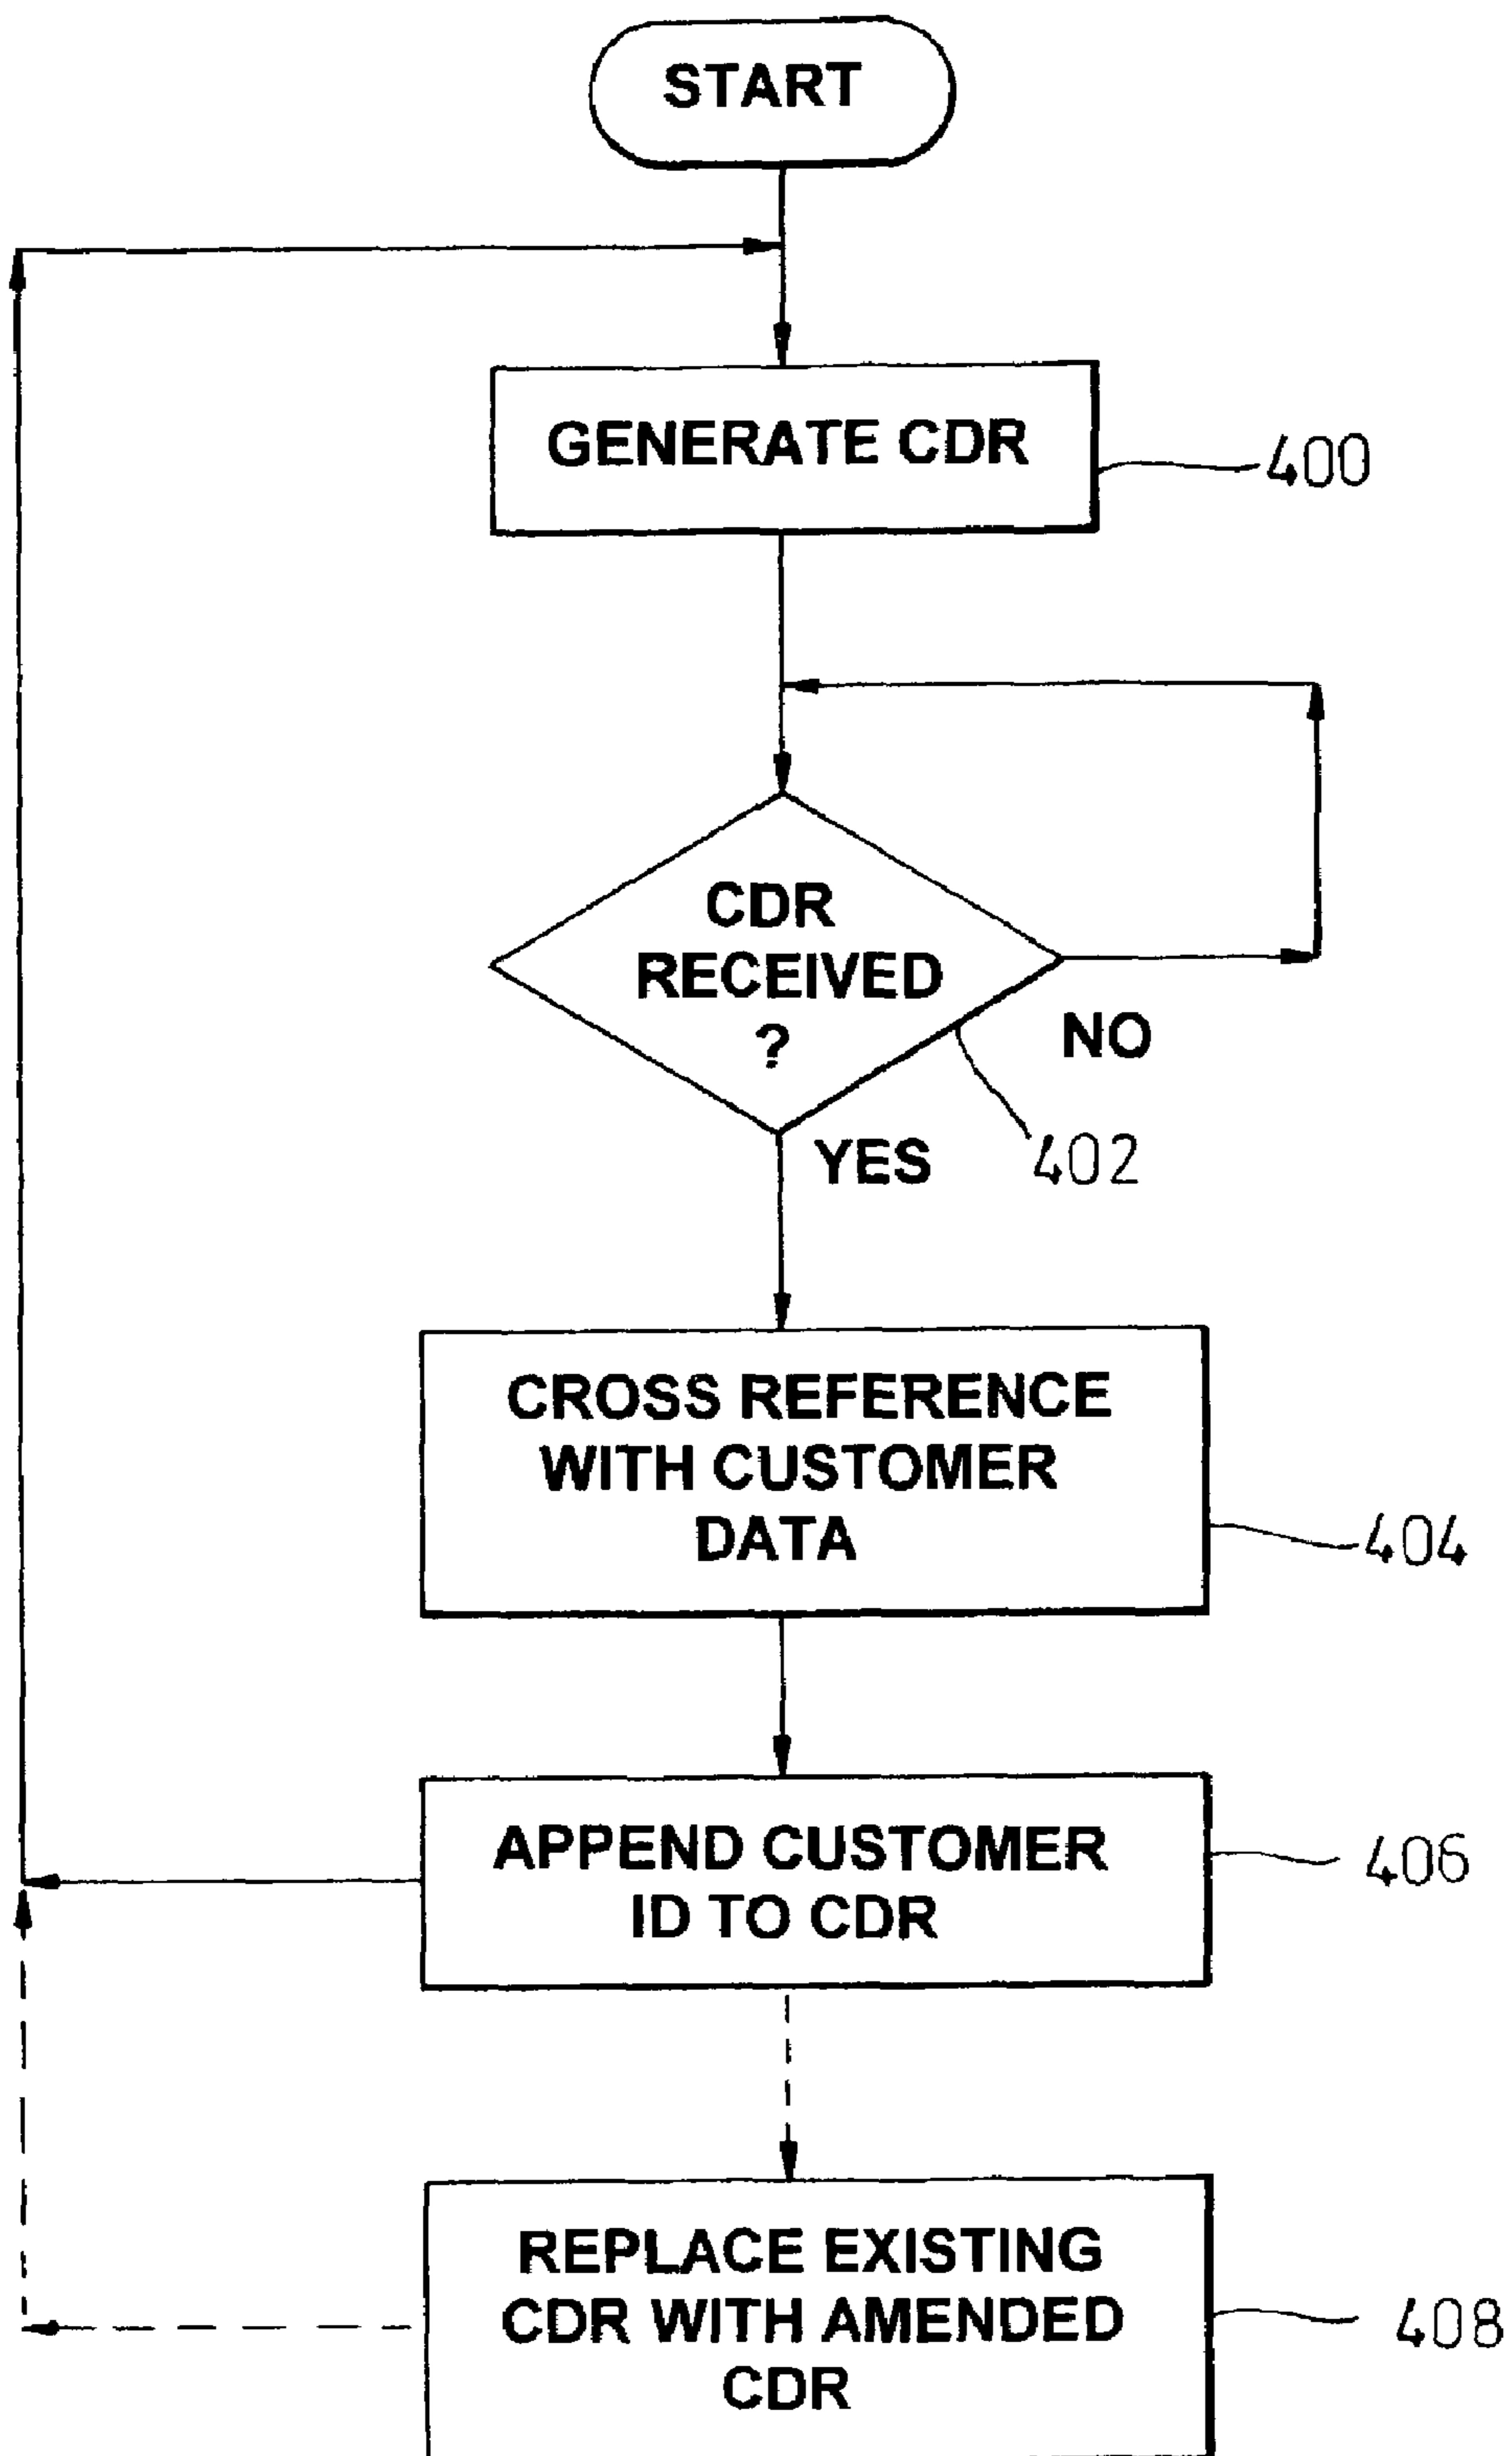 START
GENERATE CDR
400
CDR
RECEIVED
?
NO
YES
402
CROSS REFERENCE
WITH CUSTOMER
DATA
404
APPEND CUSTOMER
ID TO CDR
406
REPLACE EXISTING
CDR WITH AMENDED
CDR
408